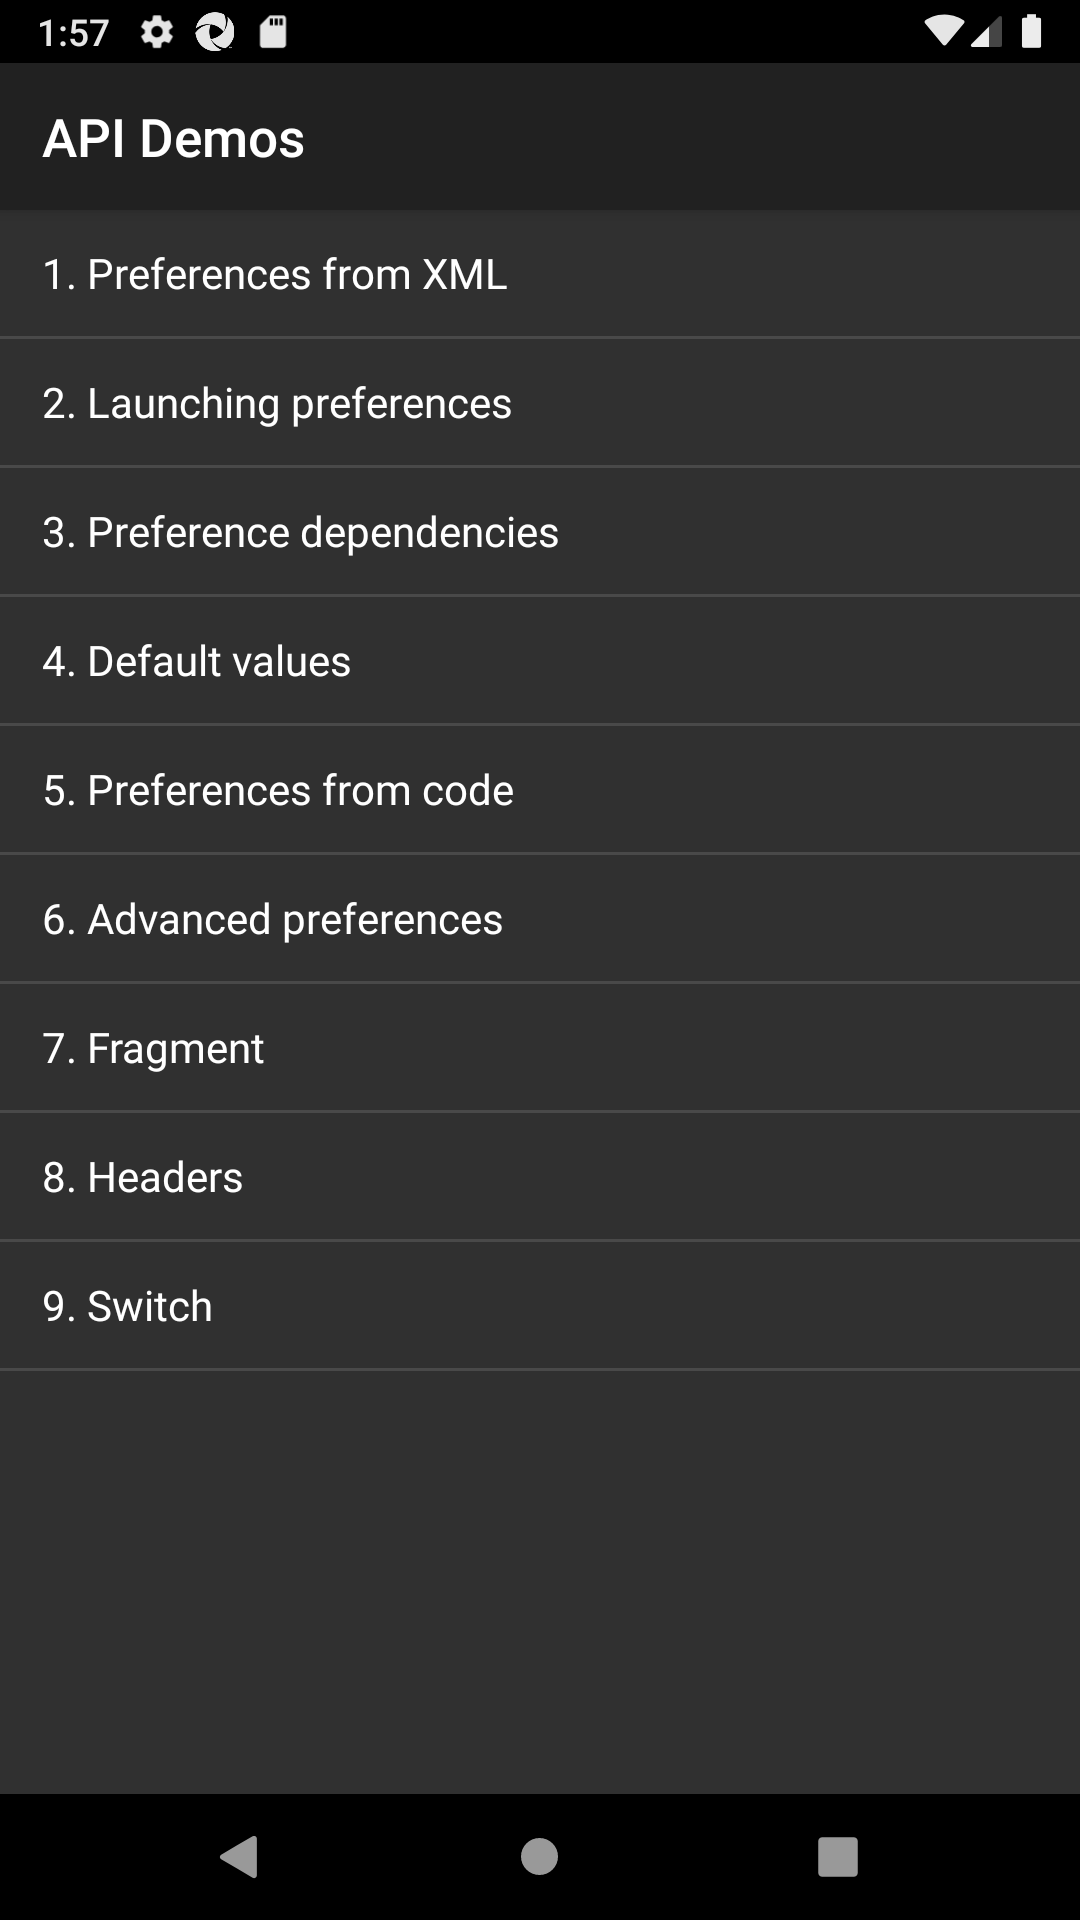 1:57
API Demos
1. Preferences from XML
2. Launching preferences
3. Preference dependencies
4. Default values
5. Preferences from code
6. Advanced preferences
7. Fragment
8. Headers
9. Switch